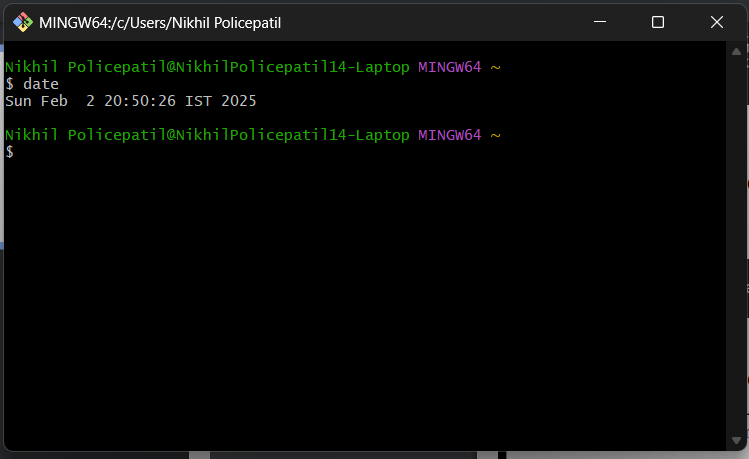 MINGW64:/c/Users/Nikhil Policepatil
Nikhil Policepatil@NikhilPolicepatil14-Laptop MINGW64 ~
$ date
Sun Feb  2 20:50:26 IST 2025
Nikhil Policepatil@NikhilPolicepatil14-Laptop MINGW64 ~
$